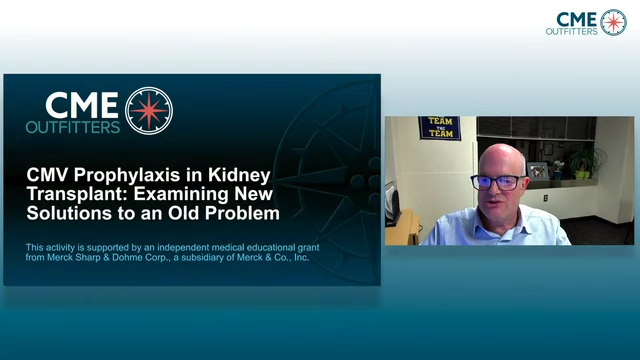 CME
OUTFITTERS
CME
OUTFITTERS
CMV Prophylaxis in Kidney
Transplant: Examining New
Solutions to an Old Problem
This activity is supported by an independent medical educational grant
from Merck Sharp & Dohme Corp., a subsidiary of Merck & Co., Inc.
TEAM
THE
TEAM